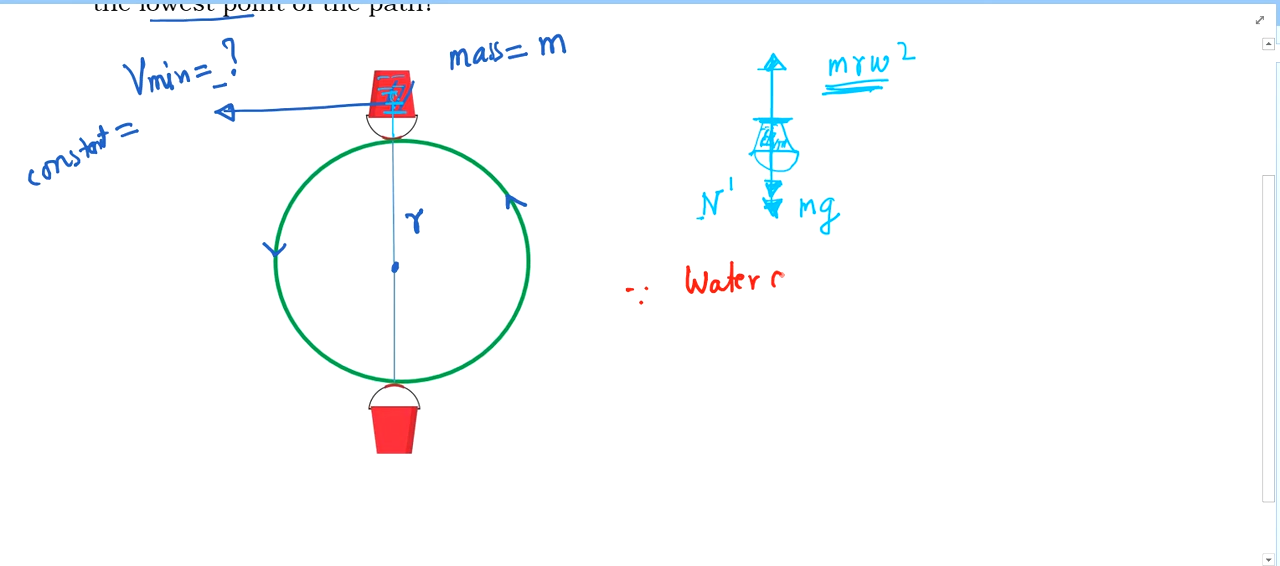 the lowest point of the path?
Vmin = ?
mass = m
constant =
r
mrω²
N'
mg
∵ Water c